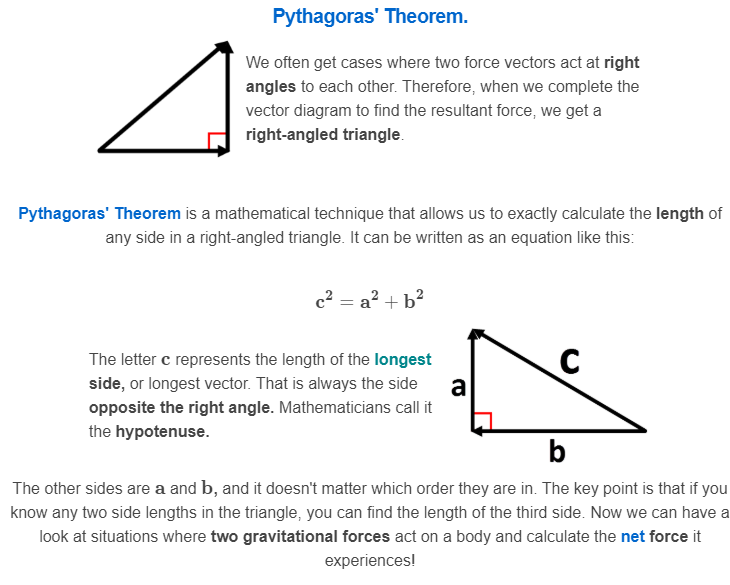 Pythagoras' Theorem.
We often get cases where two force vectors act at right
angles to each other. Therefore, when we complete the
vector diagram to find the resultant force, we get a
right-angled triangle.
Pythagoras' Theorem is a mathematical technique that allows us to exactly calculate the length of
any side in a right-angled triangle. It can be written as an equation like this:
c² = a² + b²
The letter c represents the length of the longest
side, or longest vector. That is always the side
opposite the right angle. Mathematicians call it
the hypotenuse.
a
c
b
The other sides are a and b, and it doesn't matter which order they are in. The key point is that if you
know any two side lengths in the triangle, you can find the length of the third side. Now we can have a
look at situations where two gravitational forces act on a body and calculate the net force it
experiences!